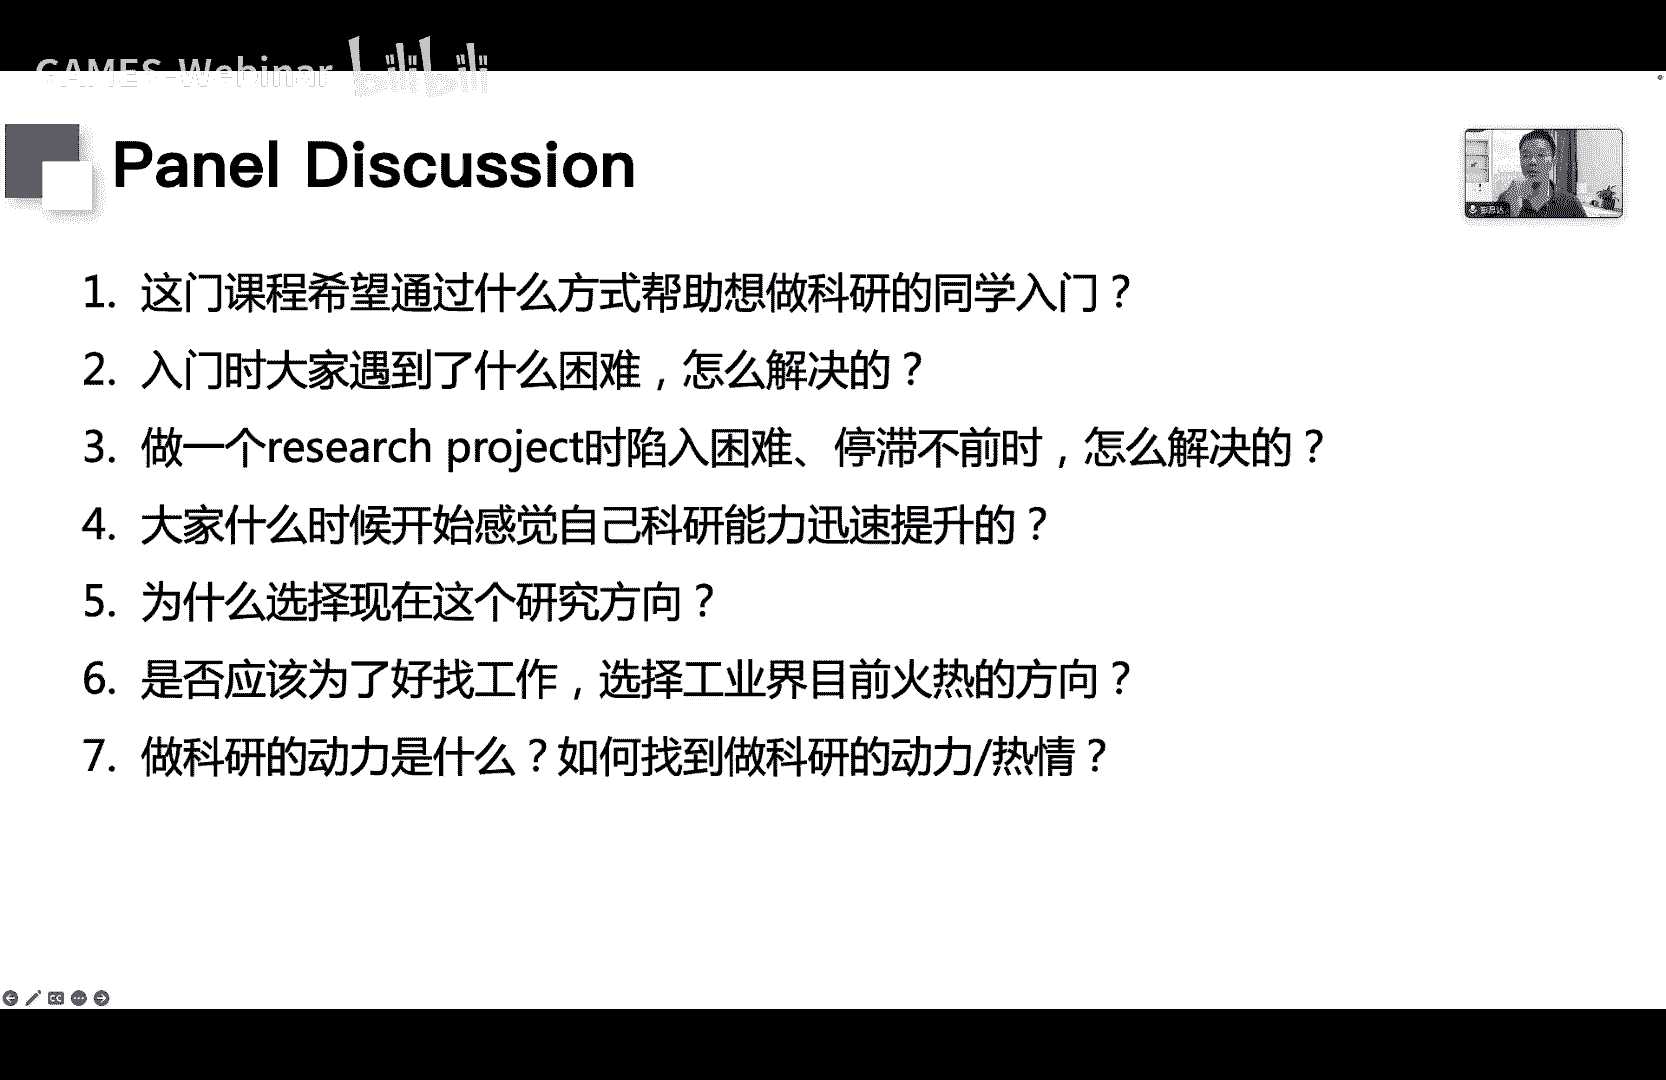 GAMES-Webinar bilibili
Panel Discussion
1. 这门课程希望通过什么方式帮助想做科研的同学入门？
2. 入门时大家遇到了什么困难，怎么解决的？
3. 做一个research project时陷入困难、停滞不前时，怎么解决的？
4. 大家什么时候开始感觉自己科研能力迅速提升的？
5. 为什么选择现在这个研究方向？
6. 是否应该为了好找工作，选择工业界目前火热的方向？
7. 做科研的动力是什么？如何找到做科研的动力/热情？
CC